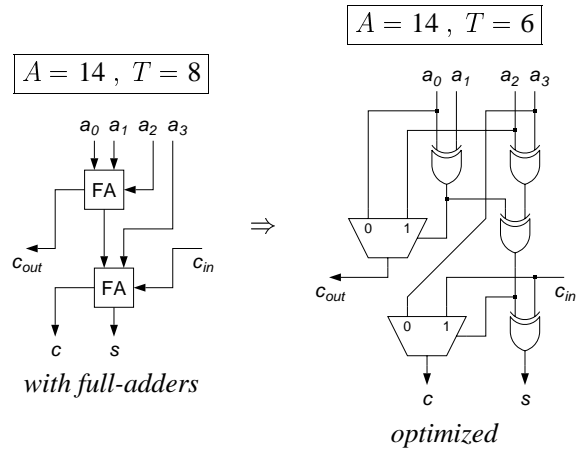 A = 14 , T = 8
a0 a1 a2 a3
FA
cout
cin
FA
c s
with full-adders
⇒
A = 14 , T = 6
a0 a1 a2 a3
0 1
cout
0 1
cin
c s
optimized